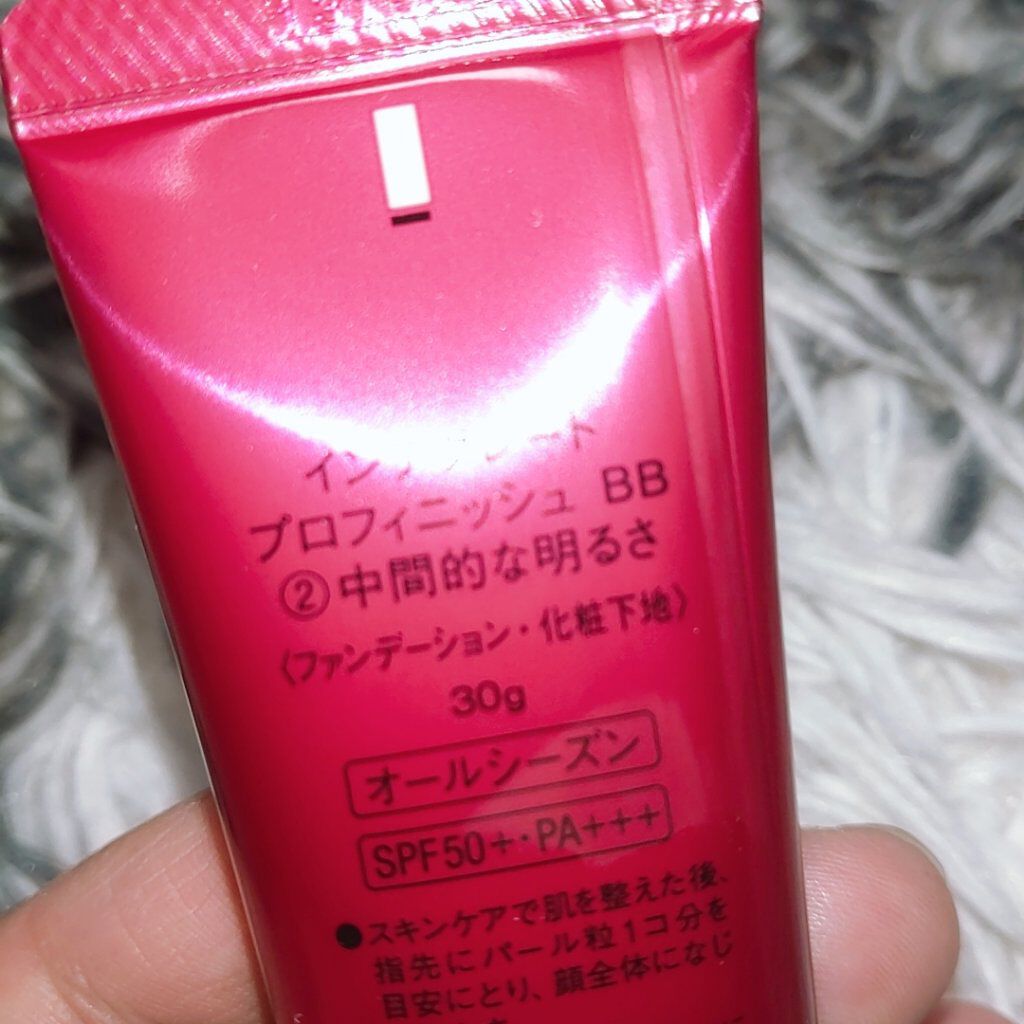 プロフィニッシュ BB
②中間的な明るさ
〈ファンデーション・化粧下地〉
30g
オールシーズン
SPF50+・PA+++
●スキンケアで肌を整えた後、
指先にパール粒1コ分を
目安にとり、顔全体になじ